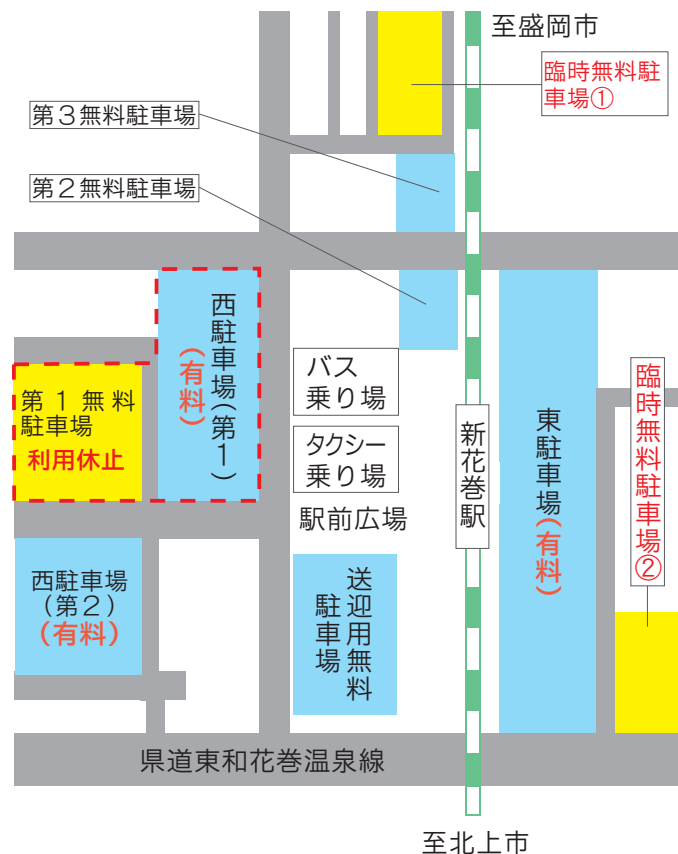 至盛岡市
臨時無料駐
車場①
第３無料駐車場
第２無料駐車場
西駐車場(第１)
(有料)
第１無料
駐車場
利用休止
バス
乗り場
タクシー
乗り場
駅前広場
新花巻駅
東駐車場(有料)
臨時無料駐車場②
西駐車場
(第２)
(有料)
送迎用無料
駐車場
県道東和花巻温泉線
至北上市